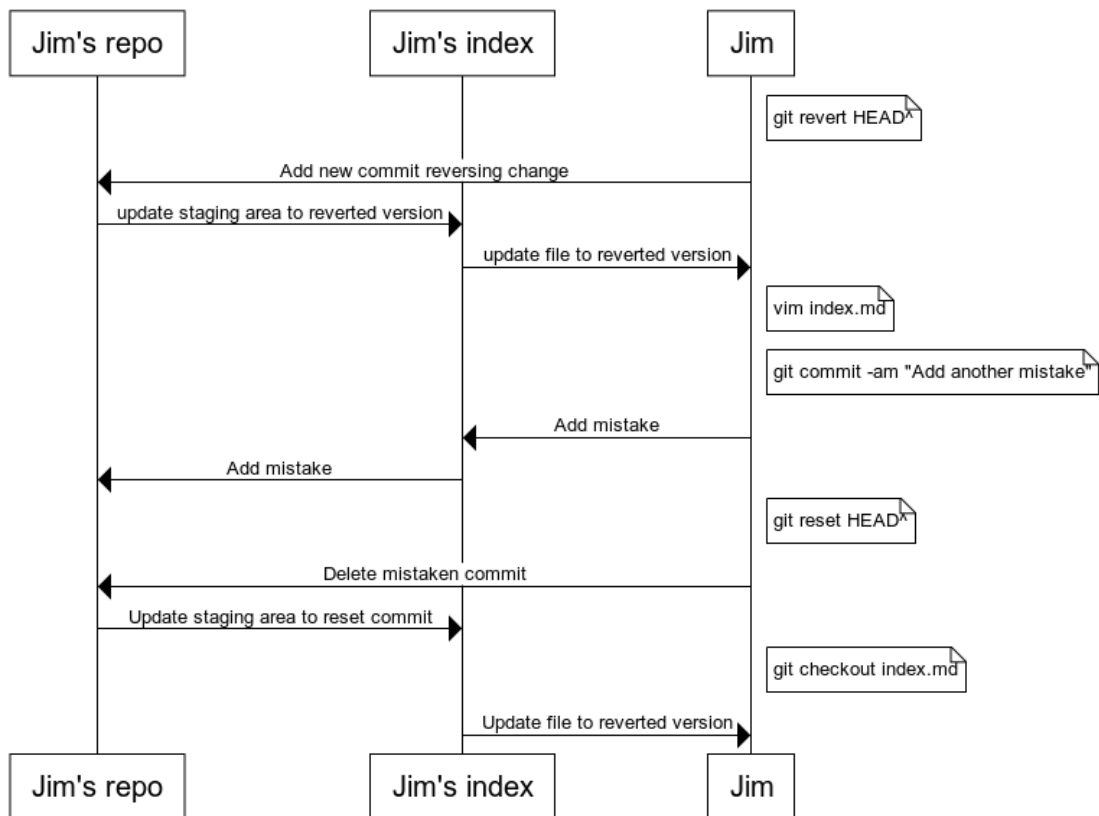 Jim's repo
Jim's index
Jim
git revert HEAD^
Add new commit reversing change
update staging area to reverted version
update file to reverted version
vim index.md
git commit -am "Add another mistake"
Add mistake
Add mistake
git reset HEAD^
Delete mistaken commit
Update staging area to reset commit
git checkout index.md
Update file to reverted version
Jim's repo
Jim's index
Jim